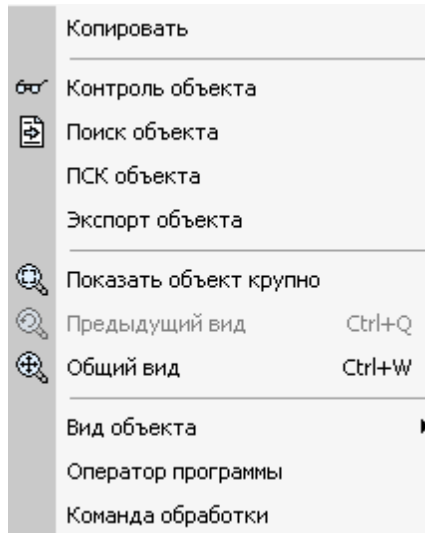 Копировать
Контроль объекта
Поиск объекта
ПСК объекта
Экспорт объекта
Показать объект крупно
Предыдущий вид Ctrl+Q
Общий вид Ctrl+W
Вид объекта
Оператор программы
Команда обработки